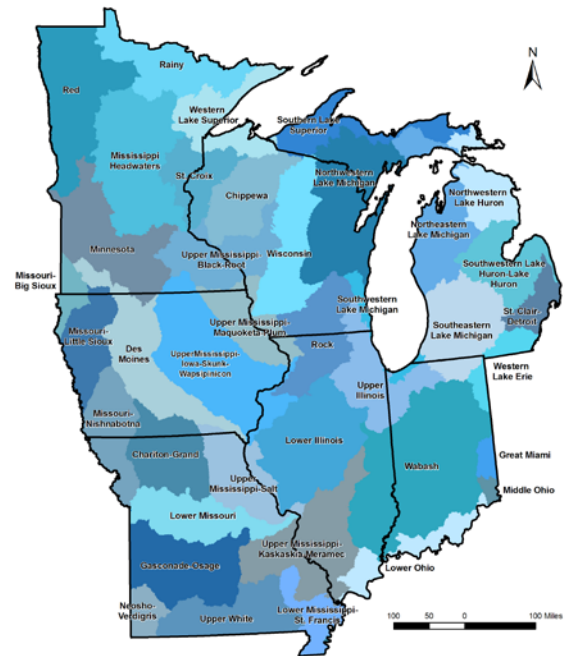 N
Rainy
Red
Western
Lake Superior
Southern Lake
Superior
Mississippi
Headwaters
St. Croix
Chippewa
Northwestern
Lake Michigan
Northwestern
Lake Huron
Northeastern
Lake Michigan
Minnesota
Upper Mississippi-
Black-Root
Wisconsin
Southwestern Lake
Huron-Lake
Huron
Missouri-
Big Sioux
Southwestern
Lake Michigan
St. Clair-
Detroit
Missouri-
Little-Sioux
Upper Mississippi-
Maquoketa-Plum
Southeastern
Lake Michigan
Des
Moines
Rock
Upper Mississippi-
Iowa-Skunk-
Wapsipinicon
Western
Lake Erie
Upper
Illinois
Missouri-
Nishnabotna
Lower Illinois
Chariton-Grand
Wabash
Great Miami
Upper
Mississippi-Salt
Middle Ohio
Lower Missouri
Upper Mississippi-
Kaskaskia-Meramec
Gasconade-Osage
Lower Ohio
Neosho-
Verdigris
Upper White
Lower Mississippi-
St. Francis
100 50 0 100 Miles